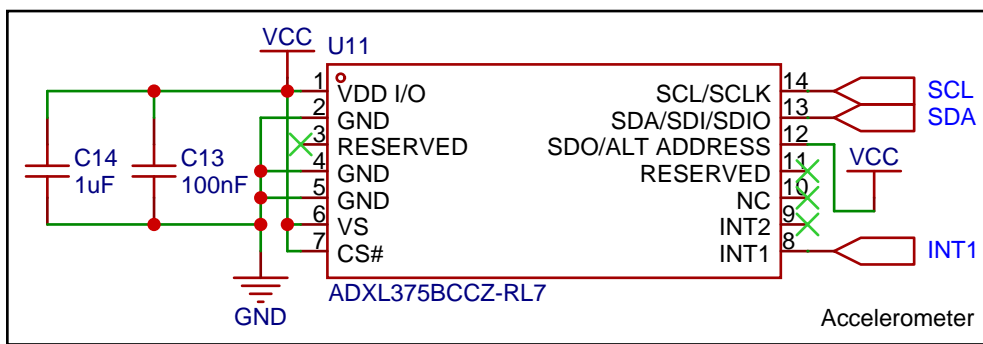 VCC
U11
1
VDD I/O
2
GND
3
RESERVED
4
GND
5
GND
6
VS
7
CS#
14
SCL/SCLK
SCL
13
SDA/SDI/SDIO
SDA
12
SDO/ALT ADDRESS
11
RESERVED
VCC
10
NC
9
INT2
8
INT1
INT1
C14
1uF
C13
100nF
GND
ADXL375BCCZ-RL7
Accelerometer